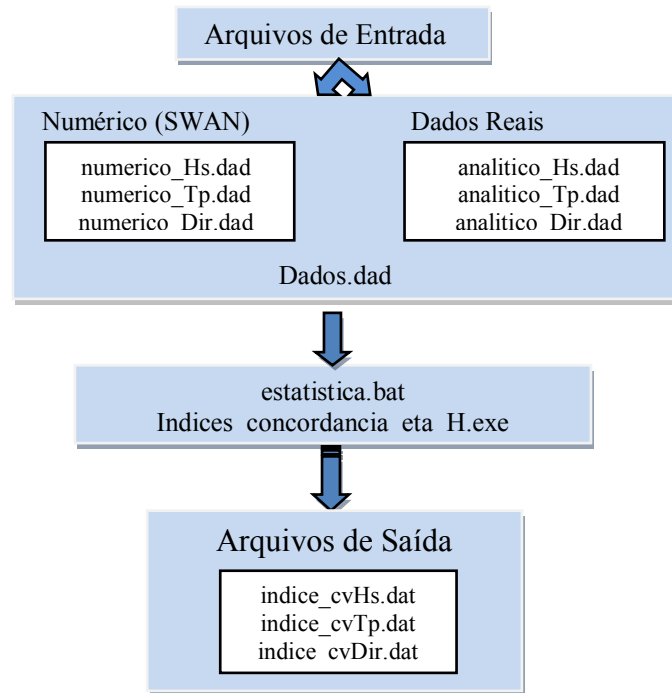 Arquivos de Entrada
Numérico (SWAN)
numerico_Hs.dad
numerico_Tp.dad
numerico Dir.dad
Dados Reais
analitico_Hs.dad
analitico_Tp.dad
analitico Dir.dad
Dados.dad
estatistica.bat
Indices concordancia eta H.exe
Arquivos de Saída
indice_cvHs.dat
indice_cvTp.dat
indice cvDir.dat